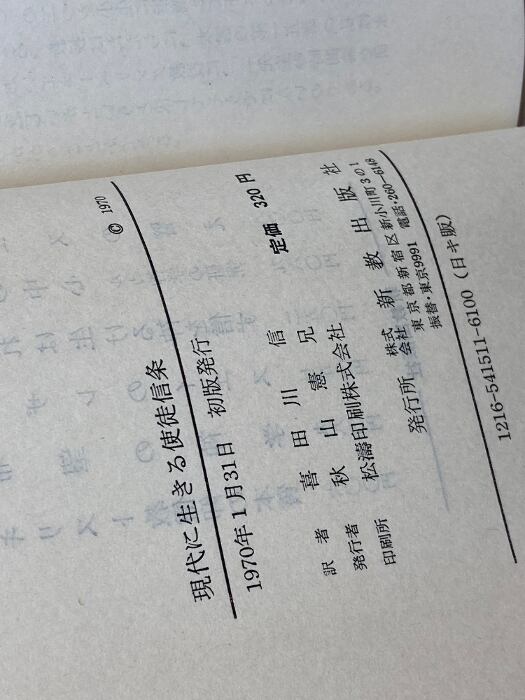 現代に生きる使徒信条
© 1970
1970年1月31日 初版発行
定価 320円
訳者 喜田川 信
発行者 秋山憲兄
印刷所 松濤印刷株式会社
発行所 株式会社 新教出版社
東京都新宿区新小川町3の1
振替・東京9991 電話・260-6148
1216-541511-6100（日キ販）